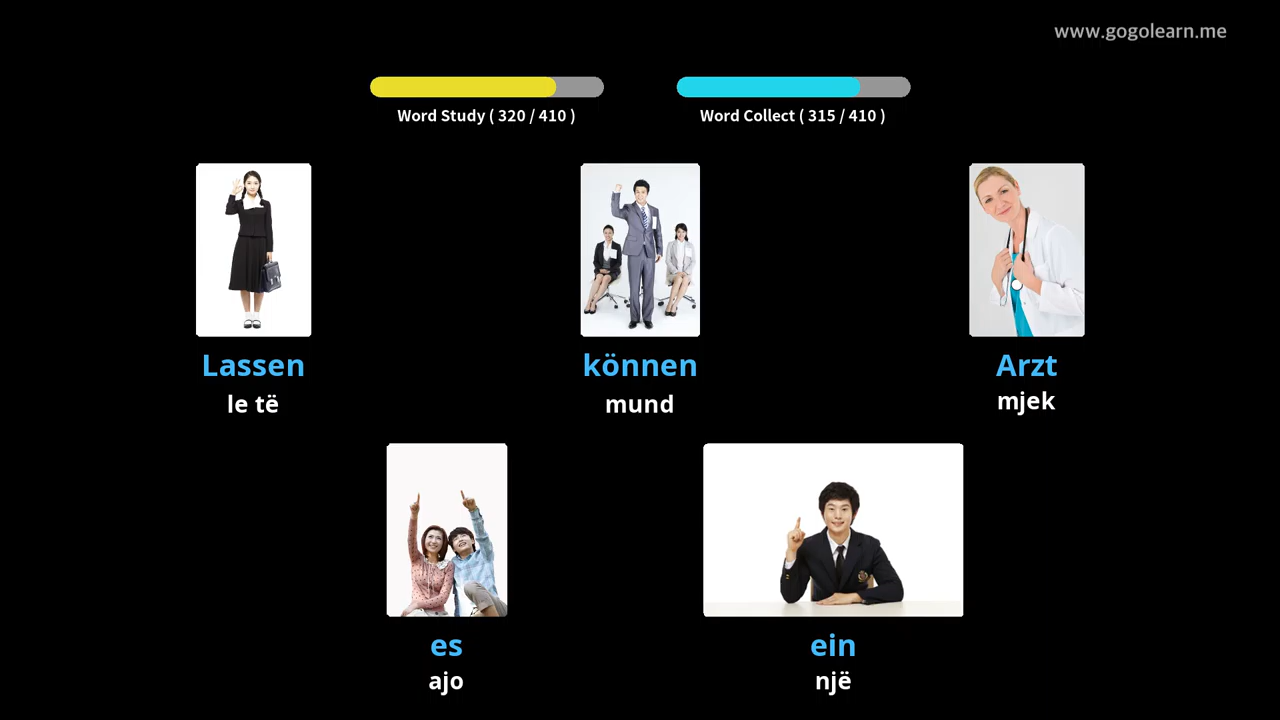 www.gogolearn.me
Word Study ( 320 / 410 )
Word Collect ( 315 / 410 )
Lassen
le të
können
mund
Arzt
mjek
es
ajo
ein
një